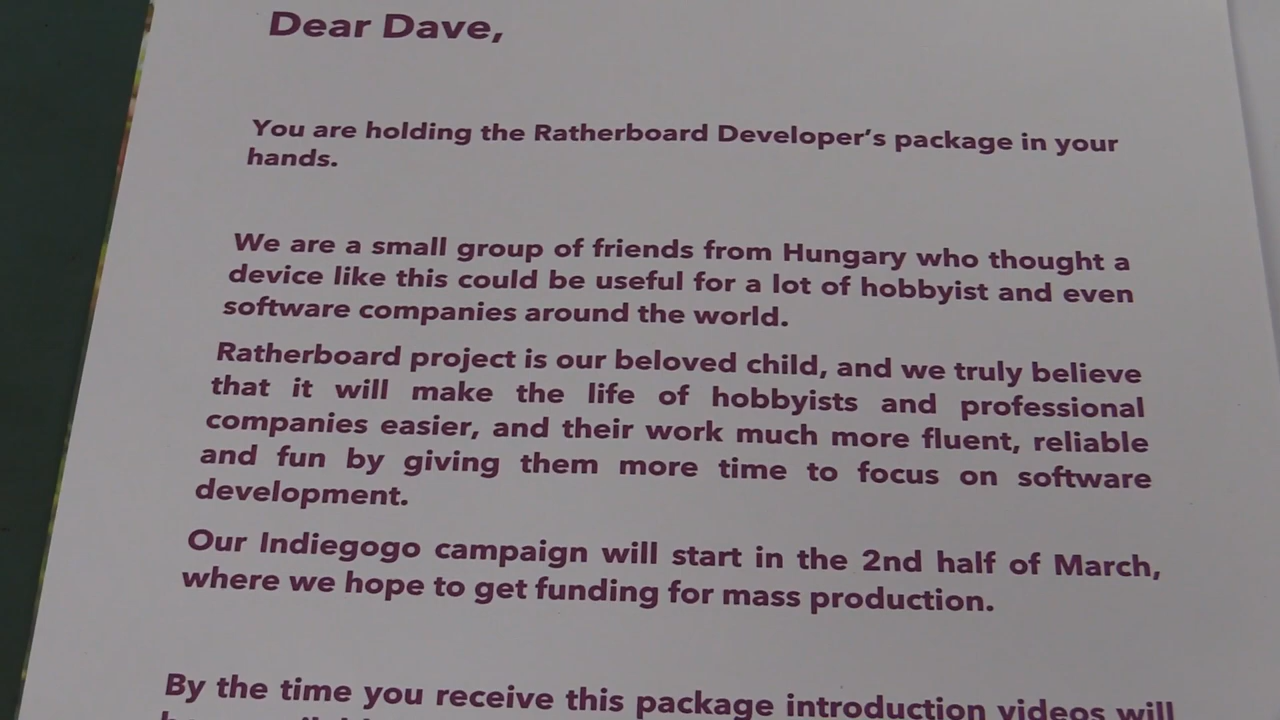 Dear Dave,
You are holding the Ratherboard Developer's package in your
hands.
We are a small group of friends from Hungary who thought a
device like this could be useful for a lot of hobbyist and even
software companies around the world.
Ratherboard project is our beloved child, and we truly believe
that it will make the life of hobbyists and professional
companies easier, and their work much more fluent, reliable
and fun by giving them more time to focus on software
development.
Our Indiegogo campaign will start in the 2nd half of March,
where we hope to get funding for mass production.
By the time you receive this package introduction videos will